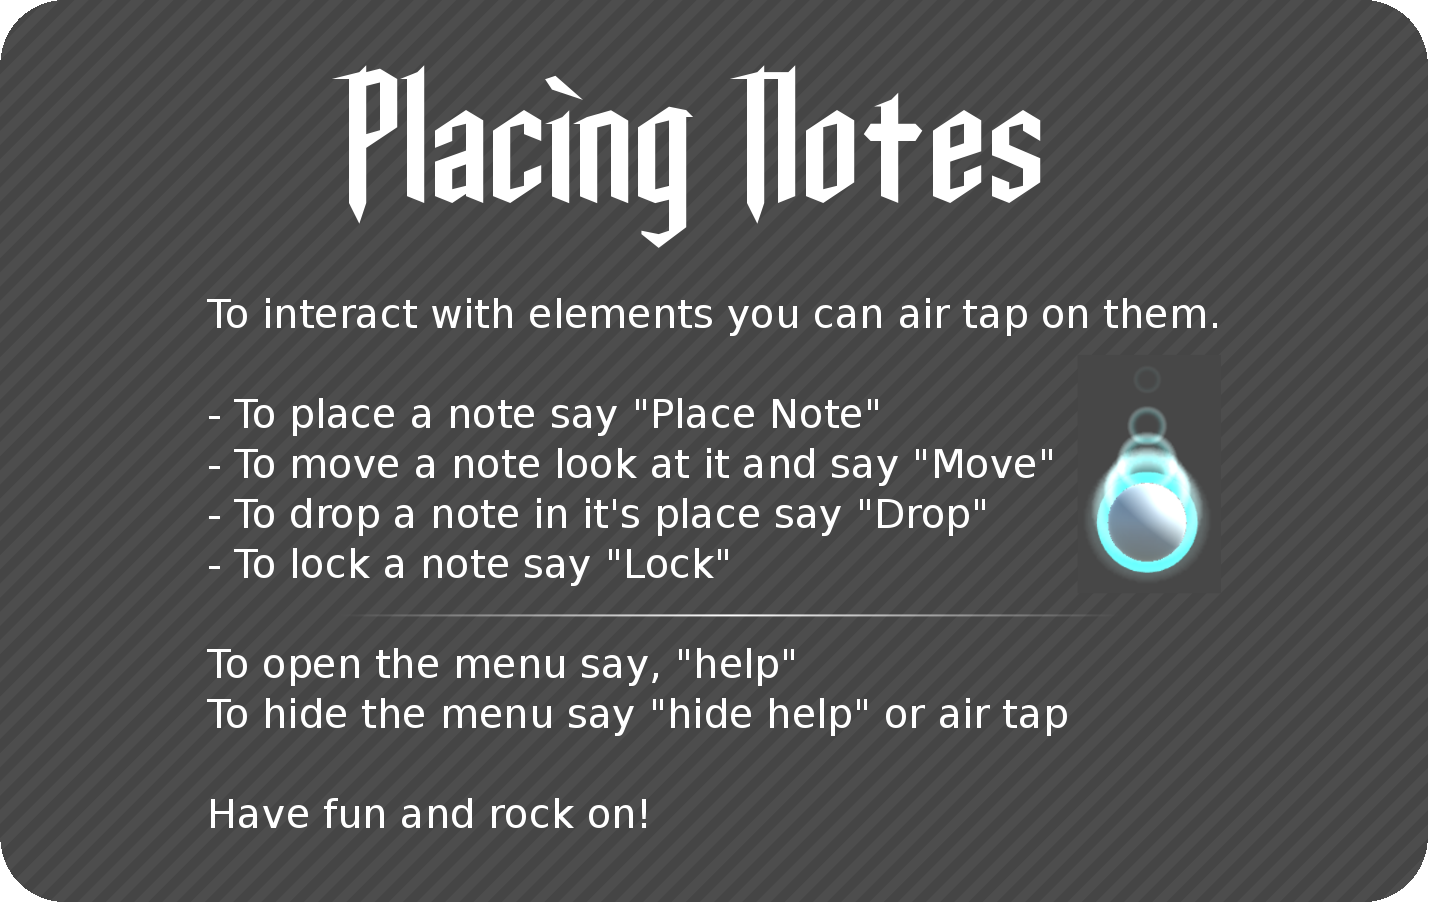 Placing Notes
To interact with elements you can air tap on them.
- To place a note say "Place Note"
- To move a note look at it and say "Move"
- To drop a note in it's place say "Drop"
- To lock a note say "Lock"
To open the menu say, "help"
To hide the menu say "hide help" or air tap
Have fun and rock on!